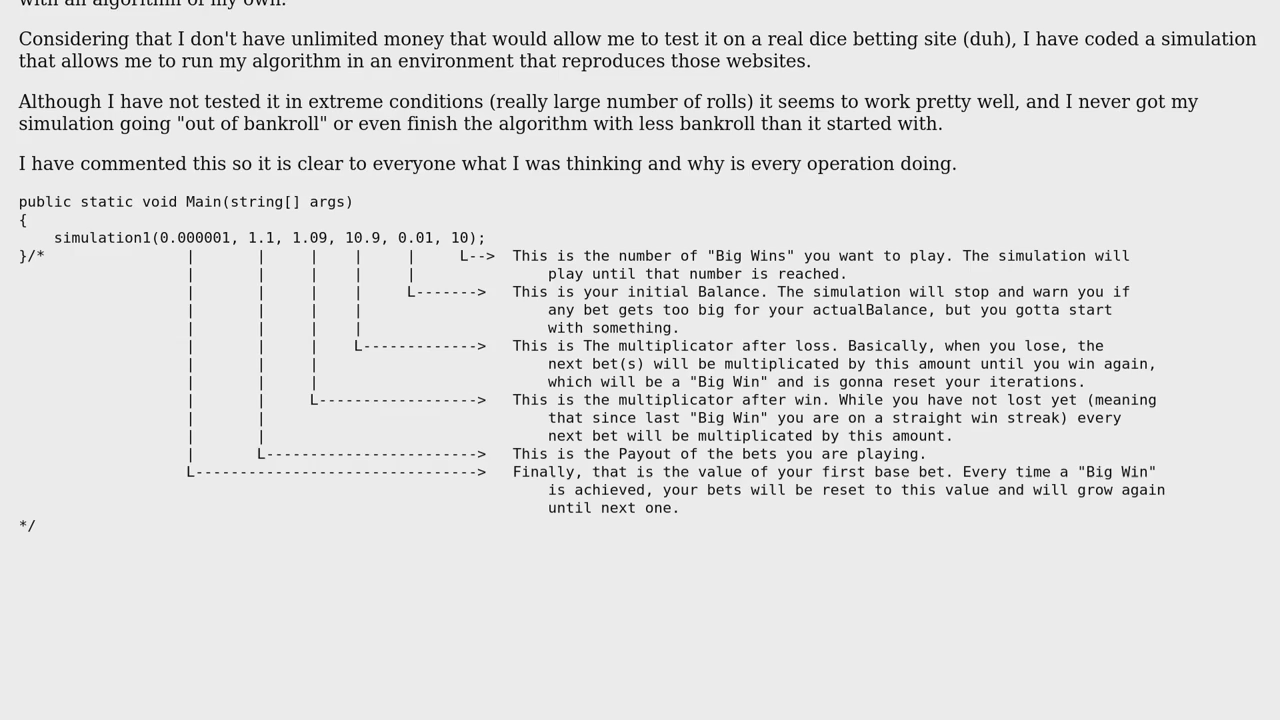 with an algorithm of my own.
Considering that I don't have unlimited money that would allow me to test it on a real dice betting site (duh), I have coded a simulation
that allows me to run my algorithm in an environment that reproduces those websites.
Although I have not tested it in extreme conditions (really large number of rolls) it seems to work pretty well, and I never got my
simulation going "out of bankroll" or even finish the algorithm with less bankroll than it started with.
I have commented this so it is clear to everyone what I was thinking and why is every operation doing.
public static void Main(string[] args)
{
    simulation1(0.000001, 1.1, 1.09, 10.9, 0.01, 10);
}/*                |       |     |    |     |     L-->  This is the number of "Big Wins" you want to play. The simulation will
                   |       |     |    |     |               play until that number is reached.
                   |       |     |    |     L------->   This is your initial Balance. The simulation will stop and warn you if
                   |       |     |    |                     any bet gets too big for your actualBalance, but you gotta start
                   |       |     |    |                     with something.
                   |       |     |    L------------->   This is The multiplicator after loss. Basically, when you lose, the
                   |       |     |                          next bet(s) will be multiplicated by this amount until you win again,
                   |       |     |                          which will be a "Big Win" and is gonna reset your iterations.
                   |       |     L------------------>   This is the multiplicator after win. While you have not lost yet (meaning
                   |       |                                that since last "Big Win" you are on a straight win streak) every
                   |       |                                next bet will be multiplicated by this amount.
                   |       L------------------------>   This is the Payout of the bets you are playing.
                   L-------------------------------->   Finally, that is the value of your first base bet. Every time a "Big Win"
                                                            is achieved, your bets will be reset to this value and will grow again
                                                            until next one.
*/